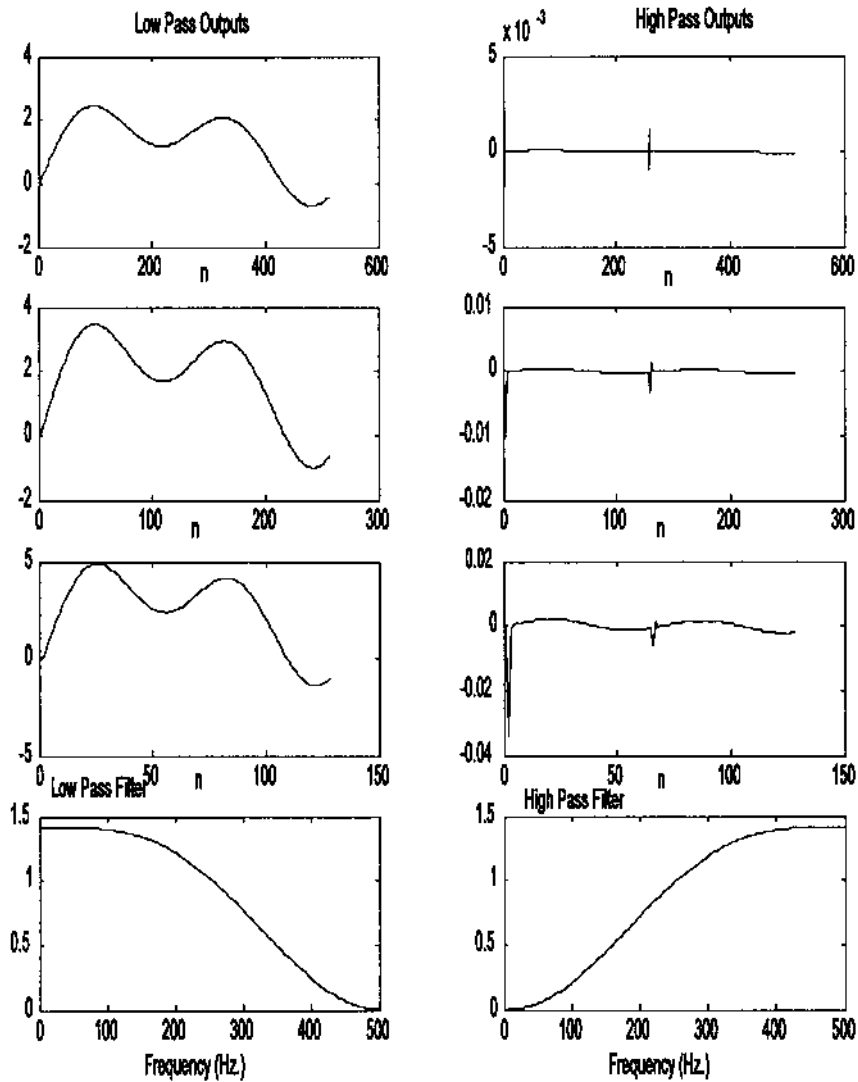 Low Pass Outputs
4
2
0
-2
0 200 400 600
n
x 10 -3
High Pass Outputs
5
0
-5
0 200 400 600
n
4
2
0
-2
0 100 200 300
n
0.01
0
-0.01
-0.02
0 100 200 300
n
5
0
-5
0 50 100 150
n
0.02
0
-0.02
-0.04
0 50 100 150
n
Low Pass Filter
1.5
1
0.5
0
0 100 200 300 400 500
Frequency (Hz.)
High Pass Filter
1.5
1
0.5
0
0 100 200 300 400 500
Frequency (Hz.)